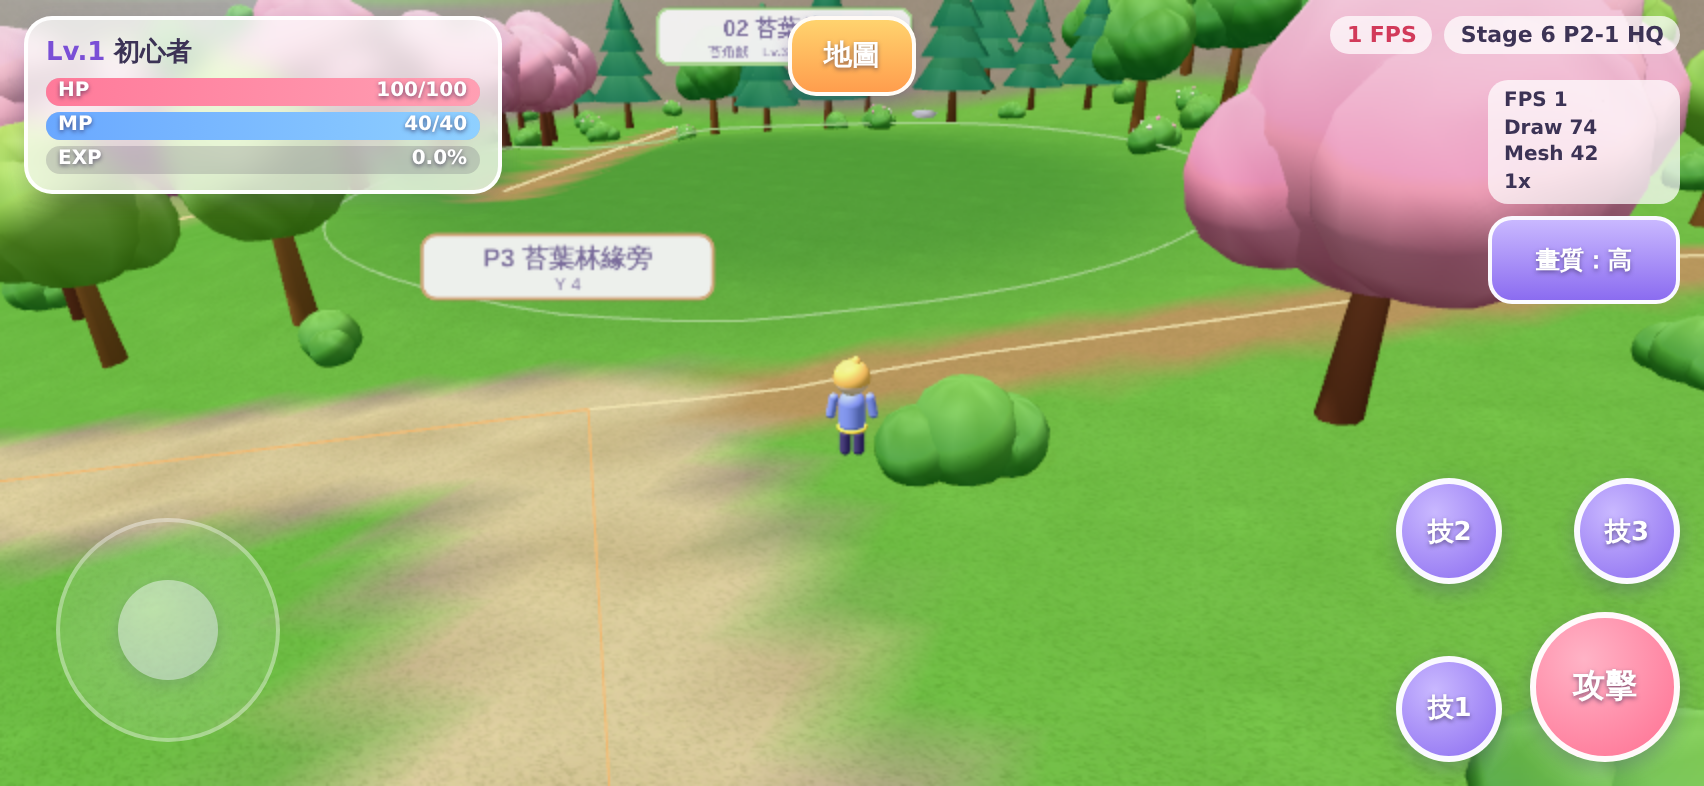 Lv.1 初心者
HP 100/100
MP 40/40
EXP 0.0%
02 苔葉
Lv.
地圖
1 FPS
Stage 6 P2-1 HQ
FPS 1
Draw 74
Mesh 42
1x
畫質：高
P3 苔葉林緣旁
Y 4
技2
技3
技1
攻擊